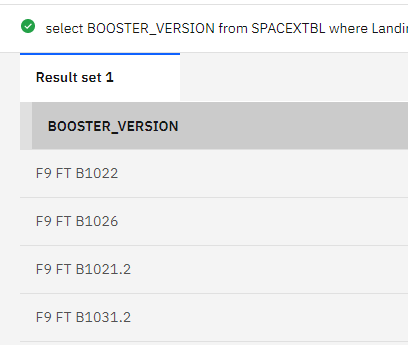 select BOOSTER_VERSION from SPACEXTBL where
Result set 1
BOOSTER_VERSION
F9 FT B1022
F9 FT B1026
F9 FT B1021.2
F9 FT B1031.2